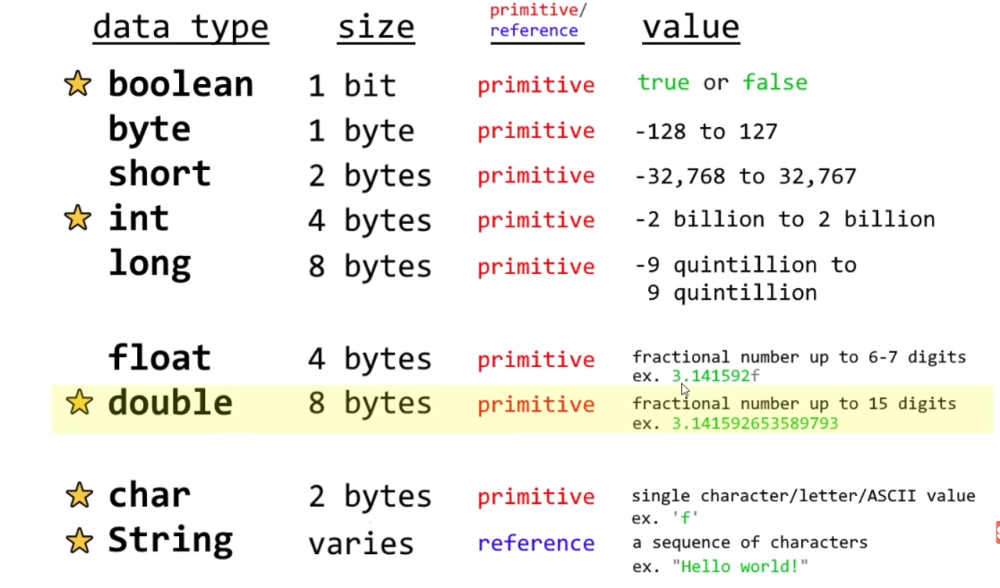 data type size primitive/ value
reference
boolean 1 bit primitive true or false
byte 1 byte primitive -128 to 127
short 2 bytes primitive -32,768 to 32,767
int 4 bytes primitive -2 billion to 2 billion
long 8 bytes primitive -9 quintillion to
9 quintillion
float 4 bytes primitive fractional number up to 6-7 digits
ex. 3.141592f
double 8 bytes primitive fractional number up to 15 digits
ex. 3.141592653589793
char 2 bytes primitive single character/letter/ASCII value
ex. 'f'
String varies reference a sequence of characters
ex. "Hello world!"